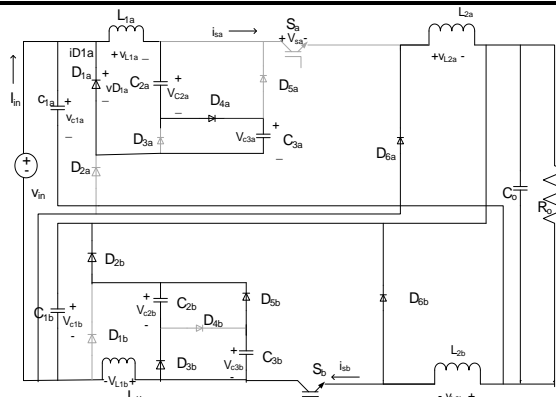 L1a
isa
Sa
L2a
+ Vsa -
iD1a
+ vL1a -
+vL2a -
D1a
C2a
Iin
c1a
+
vD1a
+
VC2a
D4a
D5a
+
vc1a
-
-
-
Vc3a
+
C3a
D3a
-
D6a
D2a
+
-
vin
Co
Ro
D2b
+
C1b
Vc1b
-
+
Vc2b
-
C2b
D5b
D6b
D4b
D1b
+
Vc3b
-
C3b
L2b
D3b
Sb
isb
-VL1b+